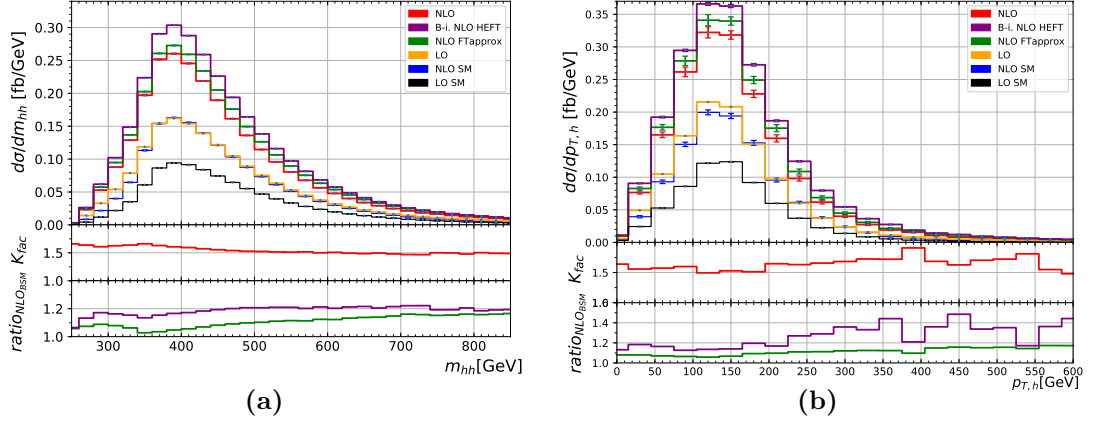 NLO
B-i. NLO HEFT
NLO FTapprox
LO
NLO SM
LO SM
dσ/dm_hh [fb/GeV]
0.30
0.25
0.20
0.15
0.10
0.05
0.00
K_fac
1.5
1.0
ratio_NLO_BSM
1.2
1.0
300 400 500 600 700 800
m_hh[GeV]
(a)
NLO
B-i. NLO HEFT
NLO FTapprox
LO
NLO SM
LO SM
dσ/dp_T,h [fb/GeV]
0.35
0.30
0.25
0.20
0.15
0.10
0.05
0.00
K_fac
1.5
ratio_NLO_BSM
1.4
1.2
1.0
0 50 100 150 200 250 300 350 400 450 500 550 600
p_T,h[GeV]
(b)